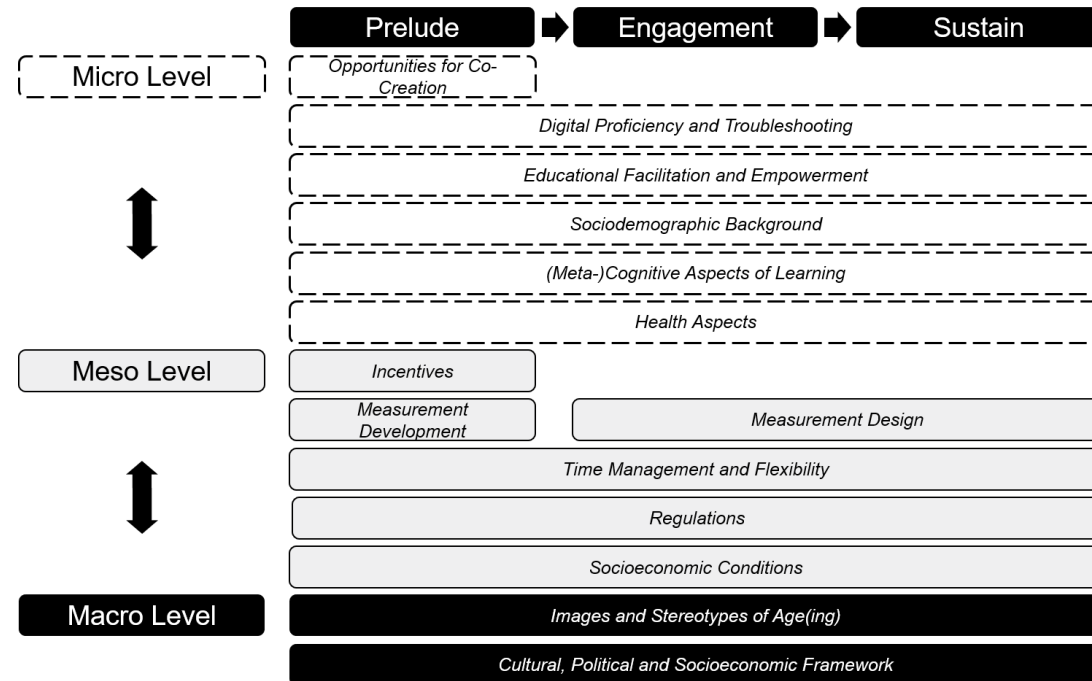 Prelude
Engagement
Sustain
Micro Level
Opportunities for Co-
Creation
Digital Proficiency and Troubleshooting
Educational Facilitation and Empowerment
Sociodemographic Background
(Meta-)Cognitive Aspects of Learning
Health Aspects
Meso Level
Incentives
Measurement
Development
Measurement Design
Time Management and Flexibility
Regulations
Socioeconomic Conditions
Macro Level
Images and Stereotypes of Age(ing)
Cultural, Political and Socioeconomic Framework